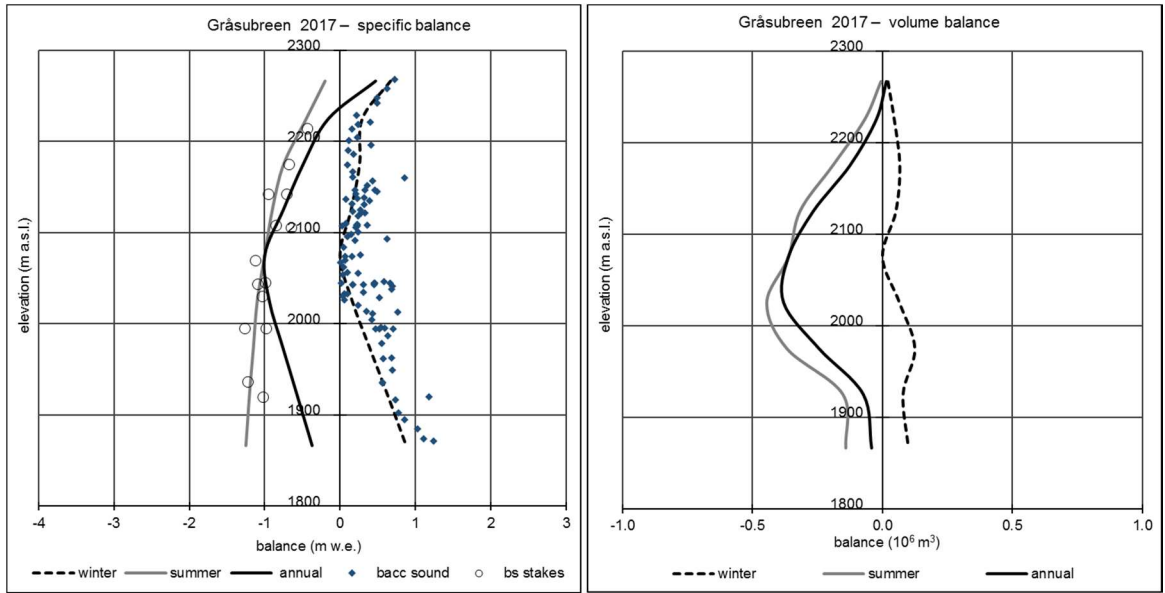 Gråsubreen 2017 – specific balance
2300
2200
2100
2000
1900
1800
elevation (m a.s.l.)
-4 -3 -2 -1 0 1 2 3
balance (m w.e.)
winter summer annual bacc sound bs stakes
Gråsubreen 2017 – volume balance
2300
2200
2100
2000
1900
1800
elevation (m a.s.l.)
-1.0 -0.5 0.0 0.5 1.0
balance (10⁶ m³)
winter summer annual